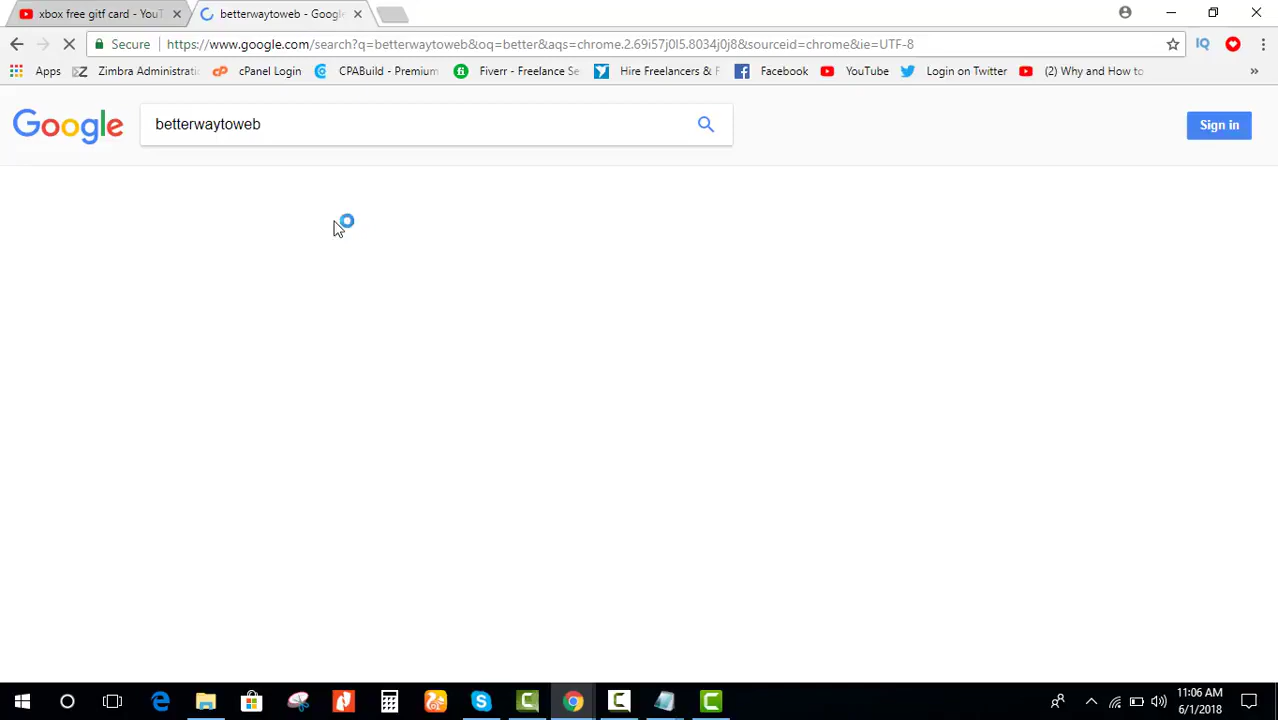 xbox free gitf card - YouT
betterwaytoweb - Google
Secure
https://www.google.com/search?q=betterwaytoweb&oq=better&aqs=chrome.2.69i57j0l5.8034j0j8&sourceid=chrome&ie=UTF-8
IQ
Apps
Zimbra Administrati
cPanel Login
CPABuild - Premium
Fiverr - Freelance Se
Hire Freelancers & F
Facebook
YouTube
Login on Twitter
(2) Why and How to
»
Google
betterwaytoweb
Sign in
11:06 AM
6/1/2018